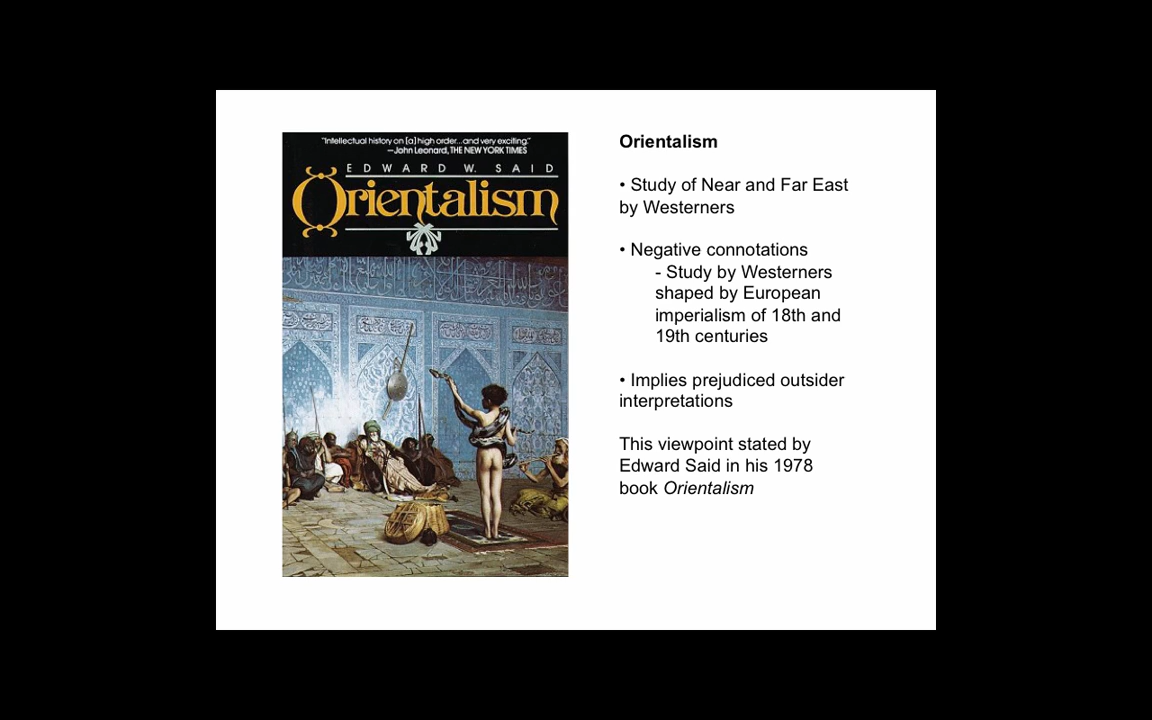 "Intellectual history on [a] high order...and very exciting."
—John Leonard, THE NEW YORK TIMES
EDWARD W. SAID
Orientalism
Orientalism
• Study of Near and Far East
by Westerners
• Negative connotations
- Study by Westerners
shaped by European
imperialism of 18th and
19th centuries
• Implies prejudiced outsider
interpretations
This viewpoint stated by
Edward Said in his 1978
book Orientalism